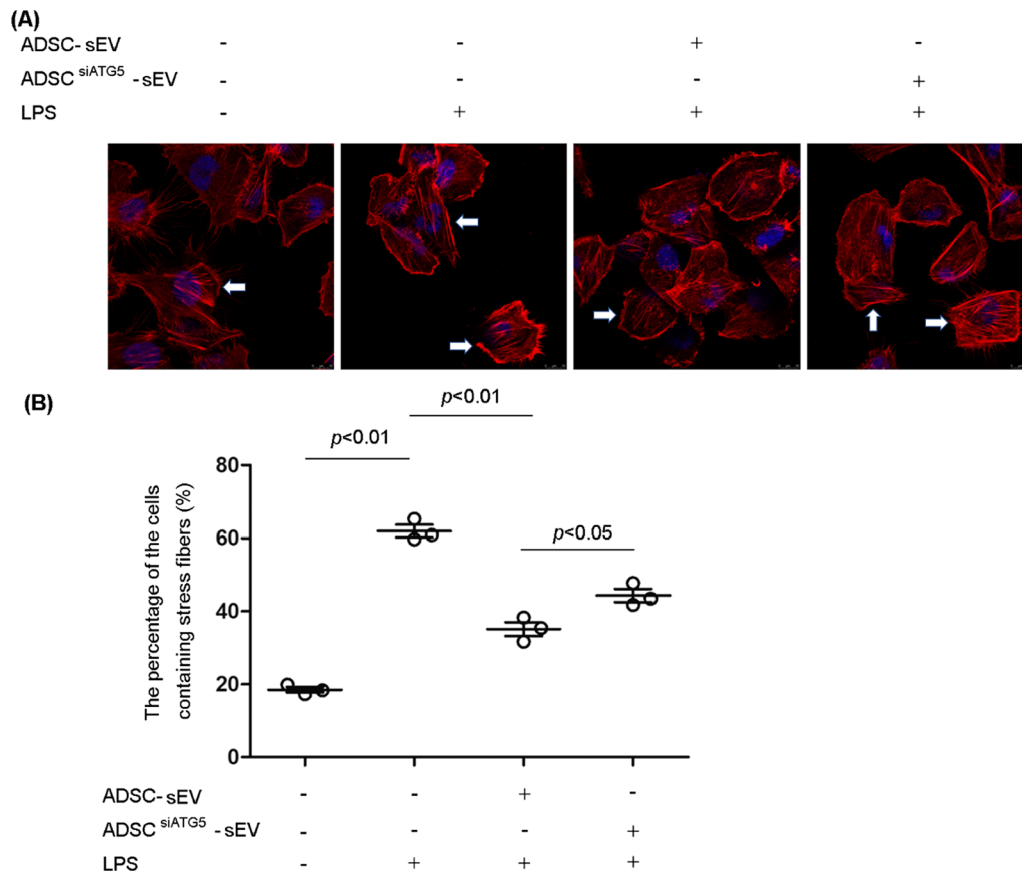 (A)
ADSC-sEV - - + -
ADSC siATG5 -sEV - - - +
LPS - + + +
(B)
p<0.01
p<0.01
p<0.05
The percentage of the cells
containing stress fibers (%)
80
60
40
20
0
ADSC-sEV - - + -
ADSC siATG5 -sEV - - - +
LPS - + + +